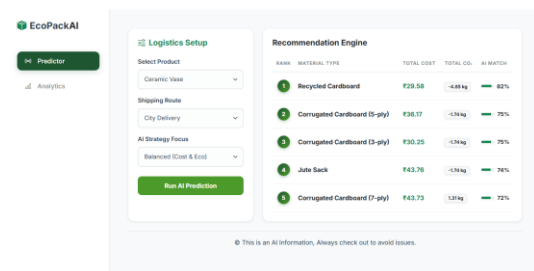 EcoPackAI
Predictor
Analytics
Logistics Setup
Select Product
Ceramic Vase
Shipping Route
City Delivery
AI Strategy Focus
Balanced (Cost & Eco)
Run AI Prediction
Recommendation Engine
RANK MATERIAL TYPE TOTAL COST TOTAL CO₂ AI MATCH
1 Recycled Cardboard ₹29.58 -4.85 kg 82%
2 Corrugated Cardboard (5-ply) ₹36.17 -1.74 kg 75%
3 Corrugated Cardboard (3-ply) ₹30.25 -1.74 kg 75%
4 Jute Sack ₹43.76 -1.74 kg 74%
5 Corrugated Cardboard (7-ply) ₹43.73 1.31 kg 72%
© This is an AI Information, Always check out to avoid issues.